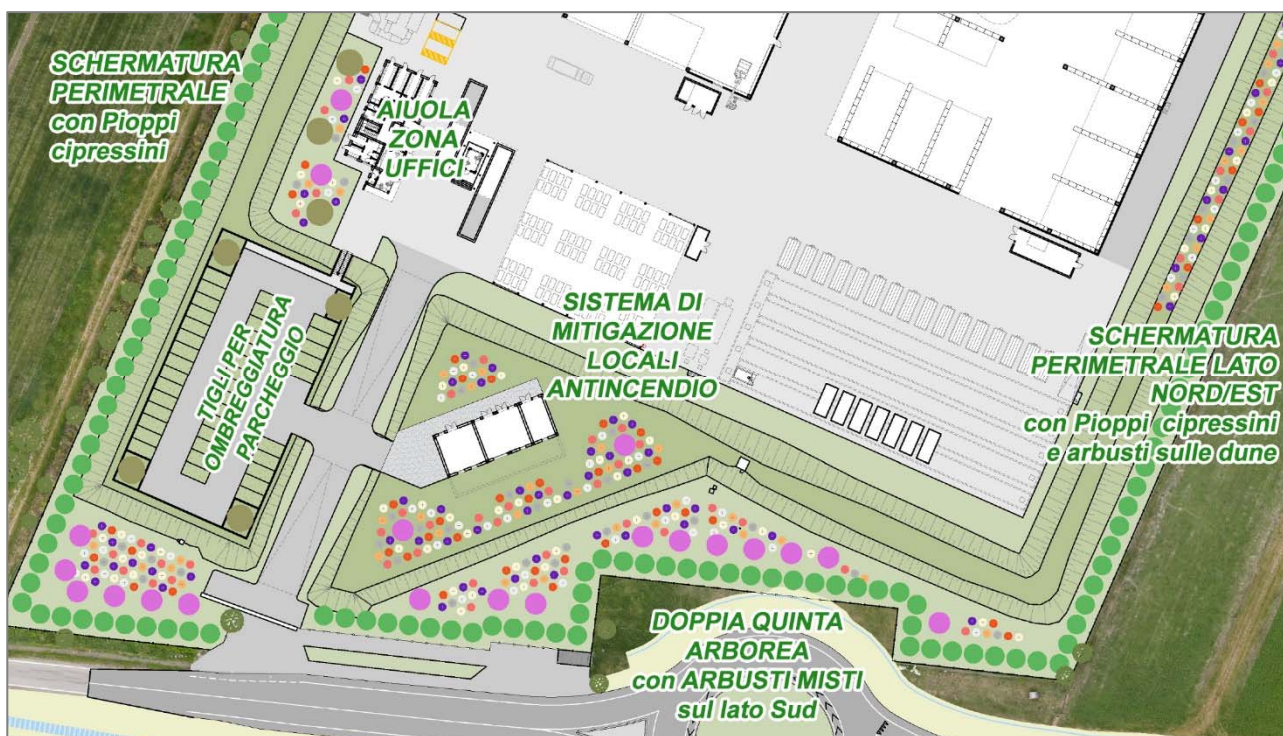 SCHERMATURA
PERIMETRALE
con Pioppi
cipressini
AIUOLA
ZONA
UFFICI
TIGLI PER
OMBREGGIATURA
PARCHEGGIO
SISTEMA DI
MITIGAZIONE
LOCALI
ANTINCENDIO
SCHERMATURA
PERIMETRALE LATO
NORD/EST
con Pioppi cipressini
e arbusti sulle dune
DOPPIA QUINTA
ARBOREA
con ARBUSTI MISTI
sul lato Sud